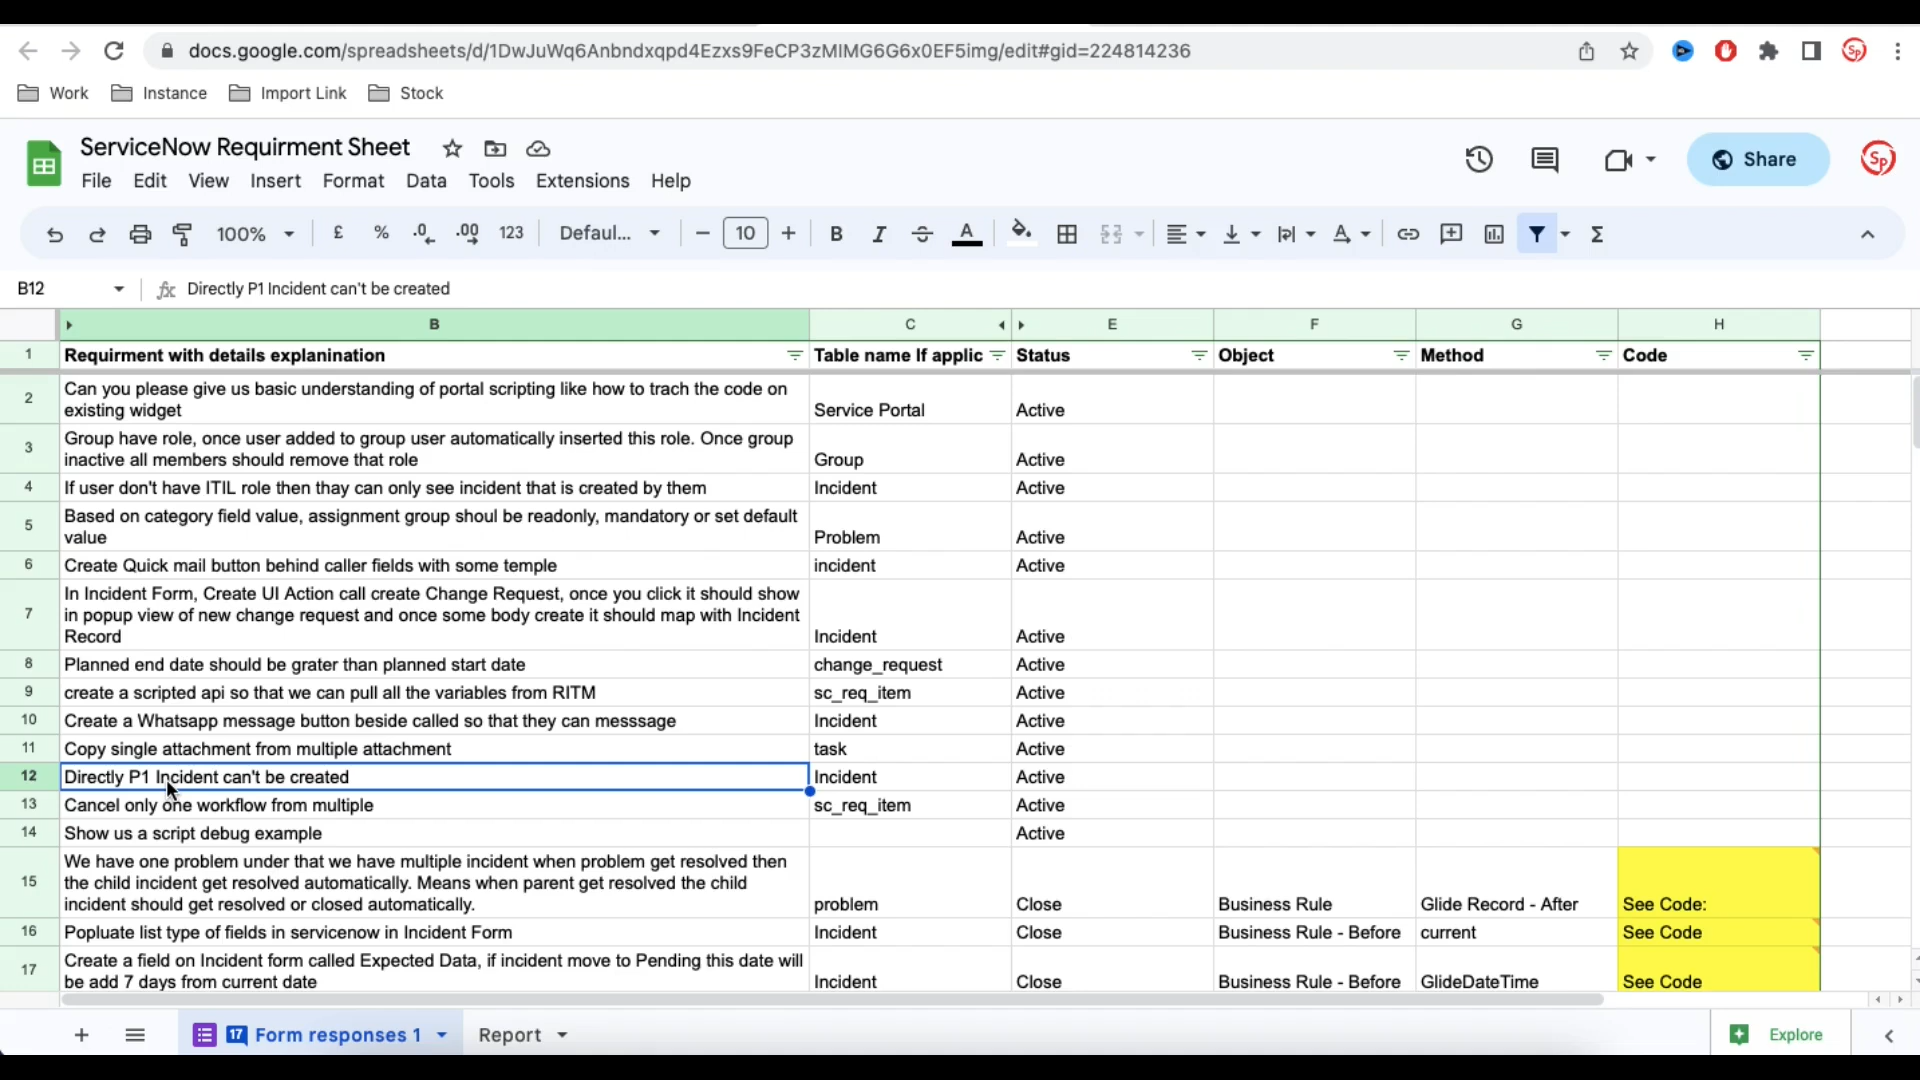 docs.google.com/spreadsheets/d/1DwJuWq6Anbndxqpd4Ezxs9FeCP3zMIMG6G6x0EF5img/edit#gid=224814236
Work Instance Import Link Stock
ServiceNow Requirment Sheet
File Edit View Insert Format Data Tools Extensions Help
Share
Sp
100% £ % .0 .00 123 Defaul... − 10 + B I A Σ
B12 fx Directly P1 Incident can't be created
B C E F G H
1 Requirment with details explanination Table name If applic Status Object Method Code
2 Can you please give us basic understanding of portal scripting like how to trach the code on
existing widget Service Portal Active
3 Group have role, once user added to group user automatically inserted this role. Once group
inactive all members should remove that role Group Active
4 If user don't have ITIL role then thay can only see incident that is created by them Incident Active
5 Based on category field value, assignment group shoul be readonly, mandatory or set default
value Problem Active
6 Create Quick mail button behind caller fields with some temple incident Active
7 In Incident Form, Create UI Action call create Change Request, once you click it should show
in popup view of new change request and once some body create it should map with Incident
Record Incident Active
8 Planned end date should be grater than planned start date change_request Active
9 create a scripted api so that we can pull all the variables from RITM sc_req_item Active
10 Create a Whatsapp message button beside called so that they can messsage Incident Active
11 Copy single attachment from multiple attachment task Active
12 Directly P1 Incident can't be created Incident Active
13 Cancel only one workflow from multiple sc_req_item Active
14 Show us a script debug example Active
15 We have one problem under that we have multiple incident when problem get resolved then
the child incident get resolved automatically. Means when parent get resolved the child
incident should get resolved or closed automatically. problem Close Business Rule Glide Record - After See Code:
16 Popluate list type of fields in servicenow in Incident Form Incident Close Business Rule - Before current See Code
17 Create a field on Incident form called Expected Data, if incident move to Pending this date will
be add 7 days from current date Incident Close Business Rule - Before GlideDateTime See Code
17 Form responses 1 Report Explore